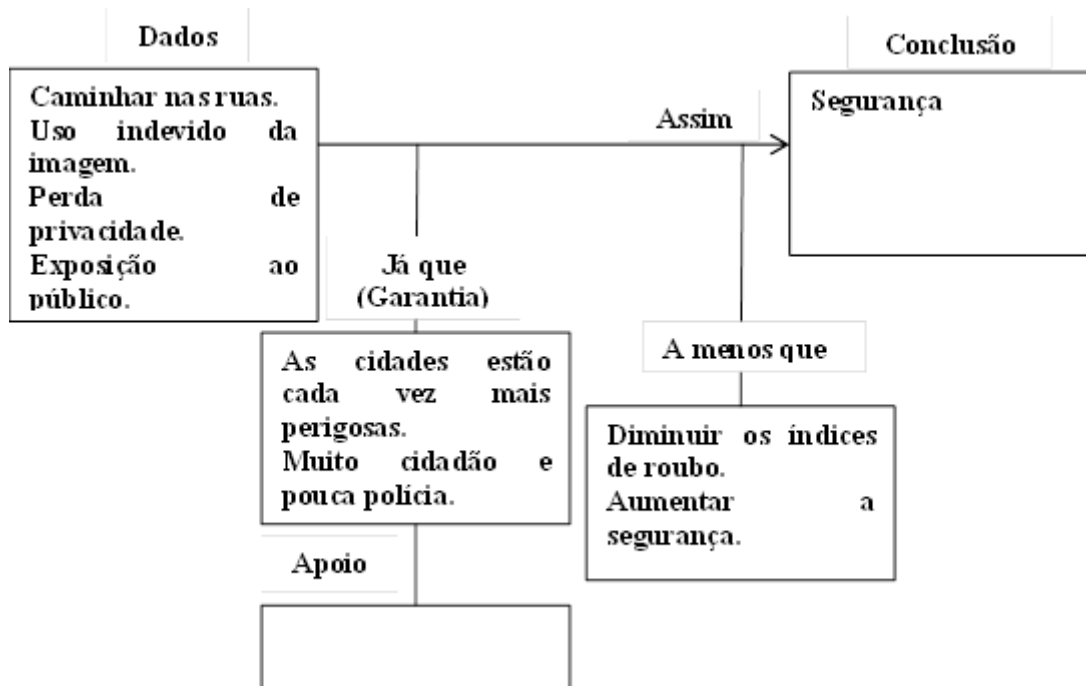 Dados
Conclusão
Caminhar nas ruas.
Uso indevido da
imagem.
Perda de
privacidade.
Exposição ao
público.
Assim
Segurança
Já que
(Garantia)
As cidades estão
cada vez mais
perigosas.
Muito cidadão e
pouca polícia.
A menos que
Diminuir os índices
de roubo.
Aumentar a
segurança.
Apoio